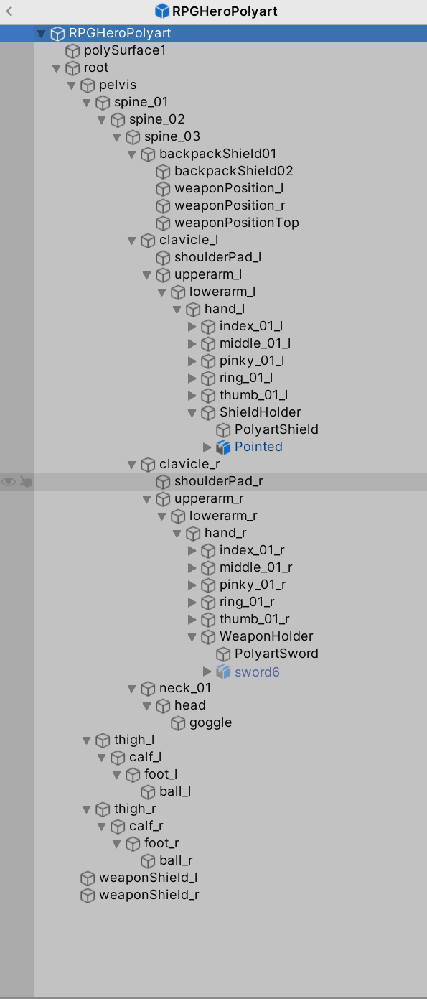 RPGHeroPolyart
RPGHeroPolyart
polySurface1
root
pelvis
spine_01
spine_02
spine_03
backpackShield01
backpackShield02
weaponPosition_l
weaponPosition_r
weaponPositionTop
clavicle_l
shoulderPad_l
upperarm_l
lowerarm_l
hand_l
index_01_l
middle_01_l
pinky_01_l
ring_01_l
thumb_01_l
ShieldHolder
PolyartShield
Pointed
clavicle_r
shoulderPad_r
upperarm_r
lowerarm_r
hand_r
index_01_r
middle_01_r
pinky_01_r
ring_01_r
thumb_01_r
WeaponHolder
PolyartSword
sword6
neck_01
head
goggle
thigh_l
calf_l
foot_l
ball_l
thigh_r
calf_r
foot_r
ball_r
weaponShield_l
weaponShield_r